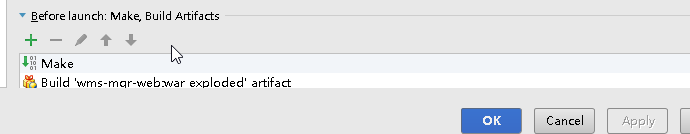 Before launch: Make, Build Artifacts
Make
Build 'wms-mgr-web:war exploded' artifact
OK Cancel Apply